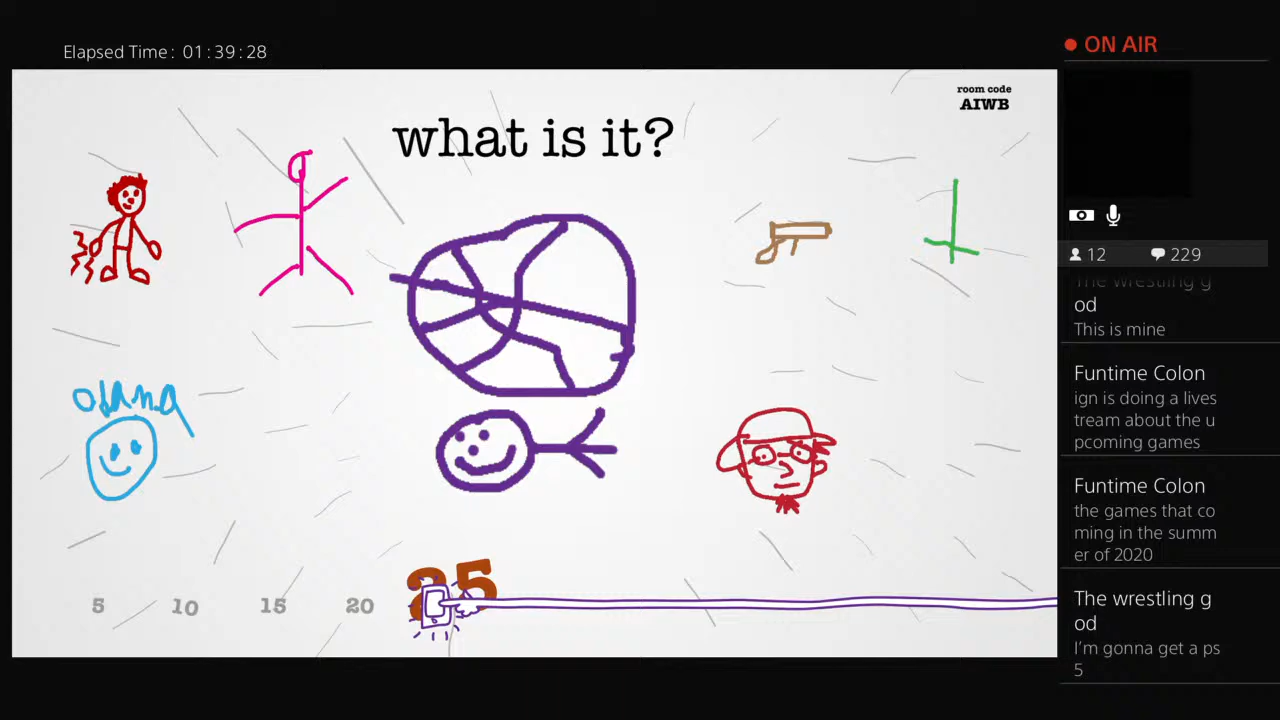 Elapsed Time: 01:39:28
ON AIR
room code
AIWB
what is it?
12 229
The wrestling g
od
This is mine
Funtime Colon
ign is doing a lives
tream about the u
pcoming games
Funtime Colon
the games that co
ming in the summ
er of 2020
The wrestling g
od
I'm gonna get a ps
5
5 10 15 20 25